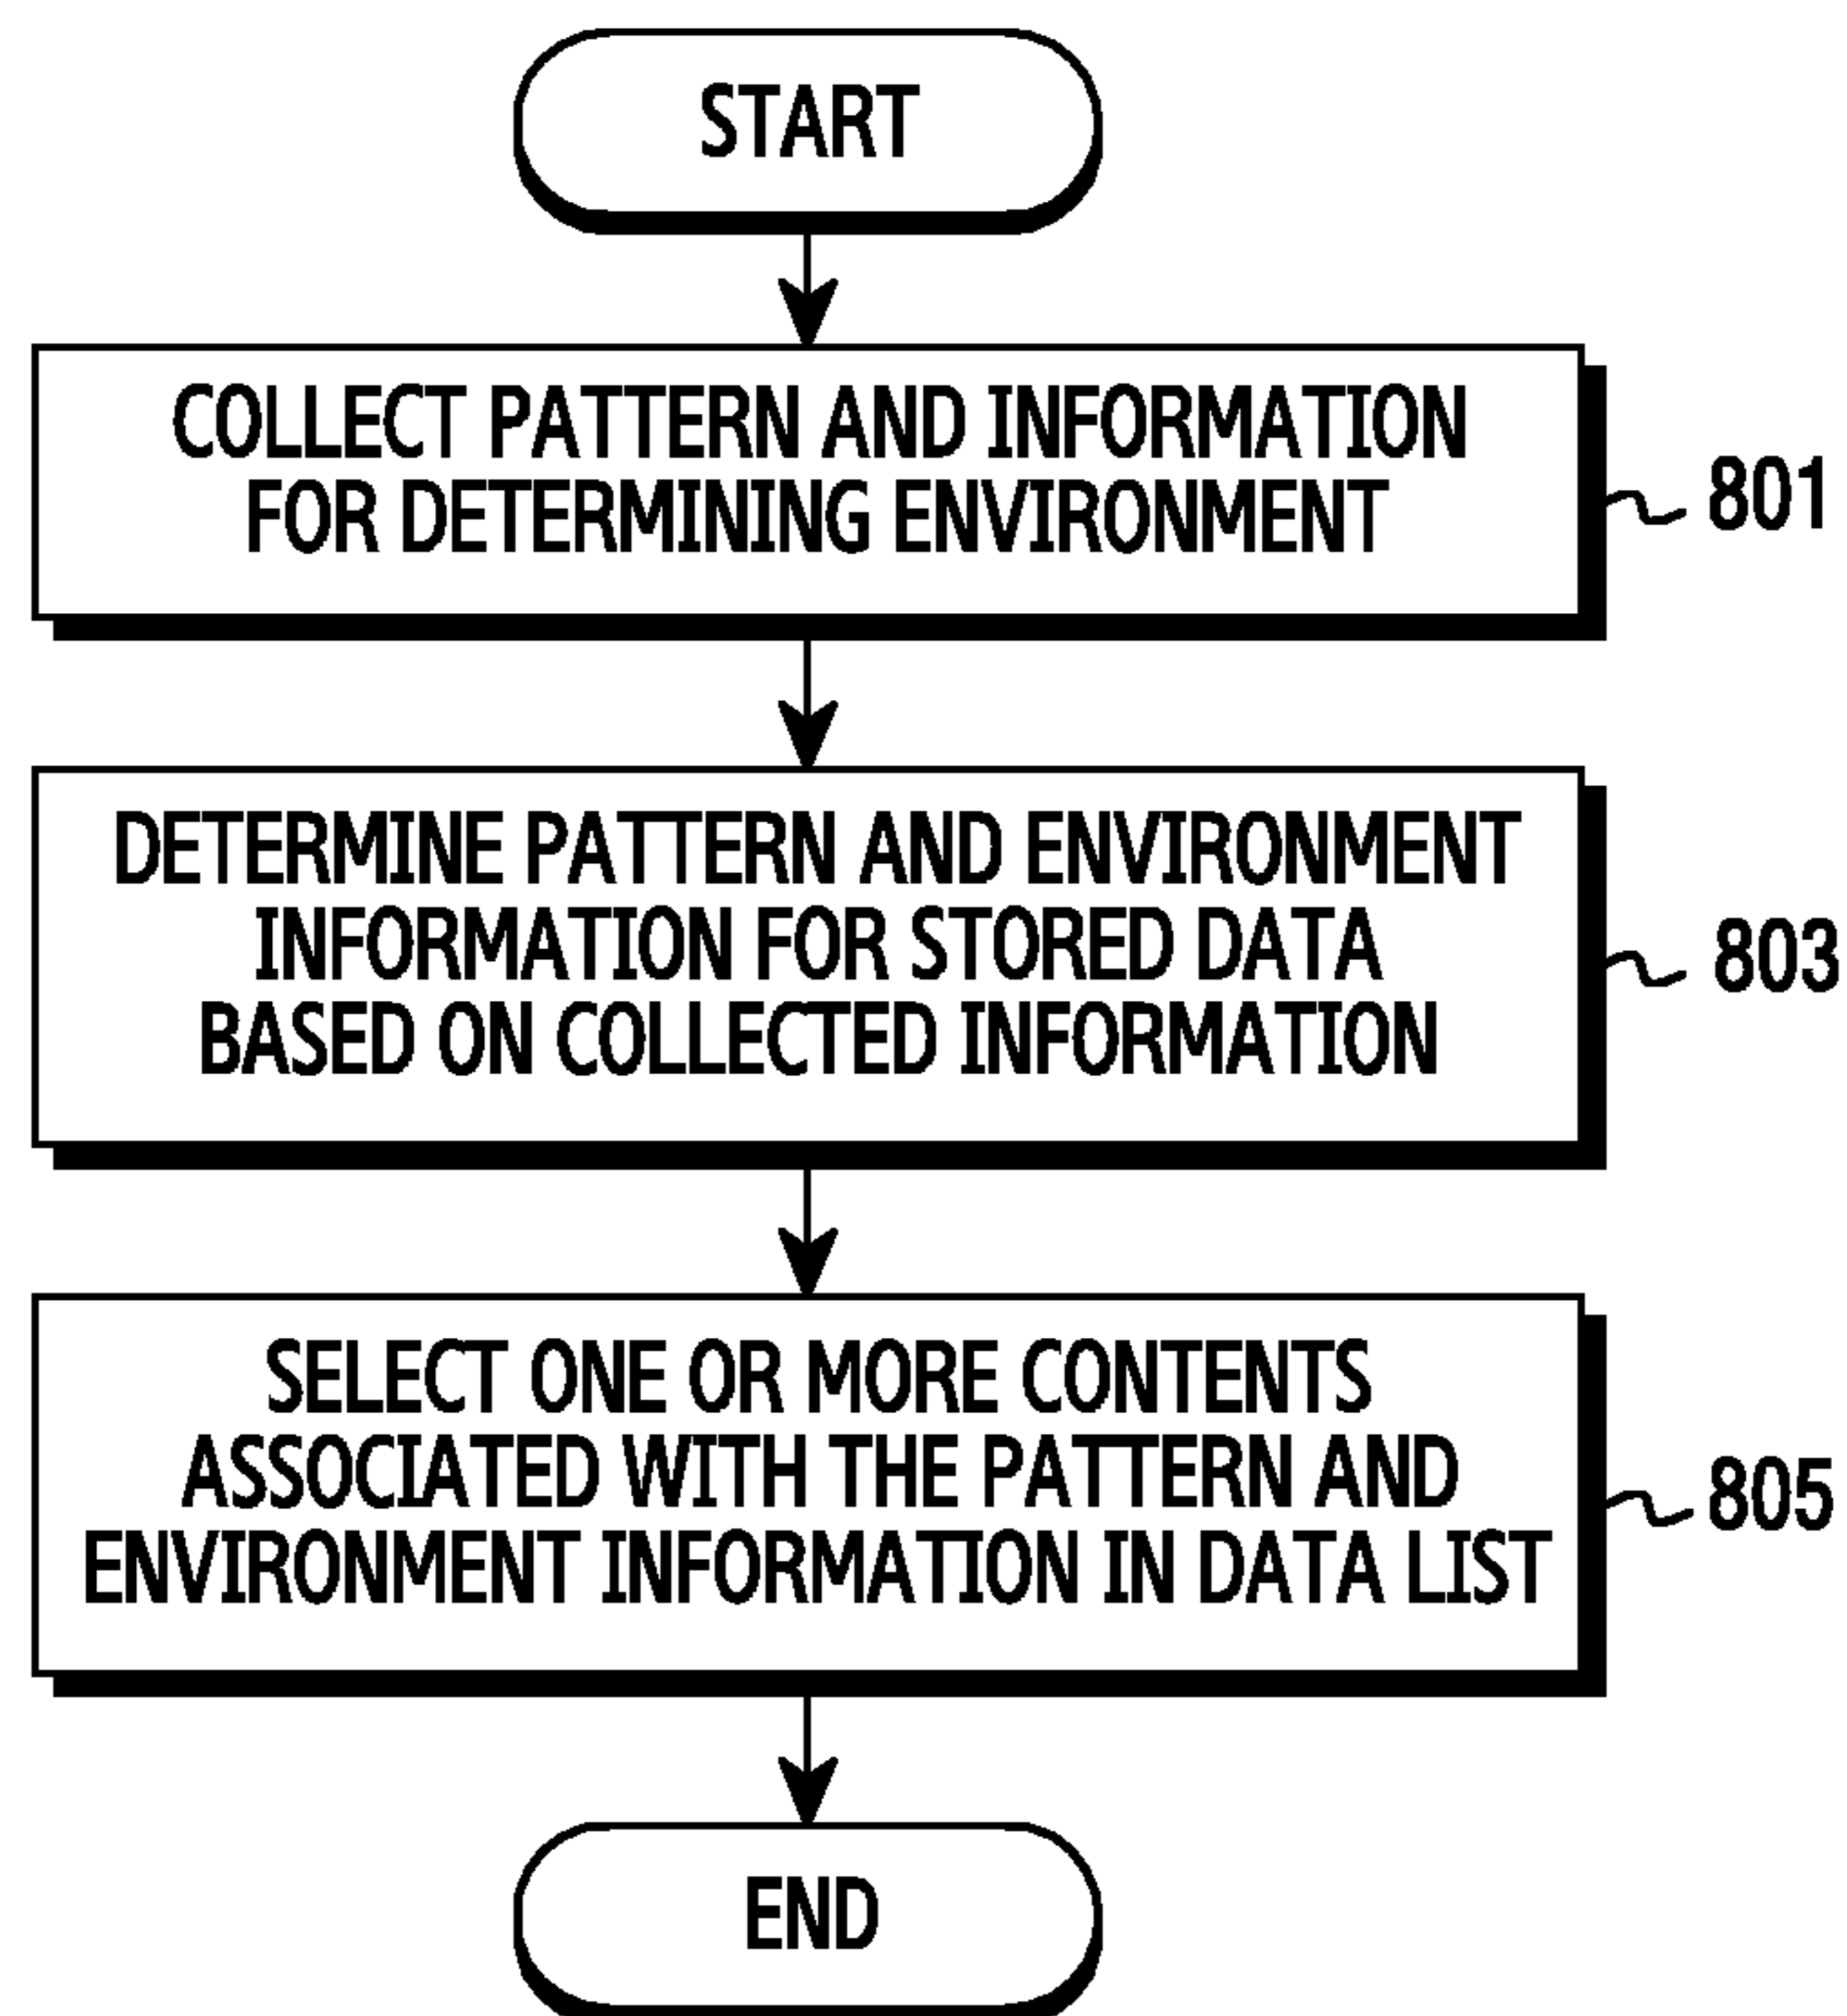 START
COLLECT PATTERN AND INFORMATION
FOR DETERMINING ENVIRONMENT
801
DETERMINE PATTERN AND ENVIRONMENT
INFORMATION FOR STORED DATA
BASED ON COLLECTED INFORMATION
803
SELECT ONE OR MORE CONTENTS
ASSOCIATED WITH THE PATTERN AND
ENVIRONMENT INFORMATION IN DATA LIST
805
END